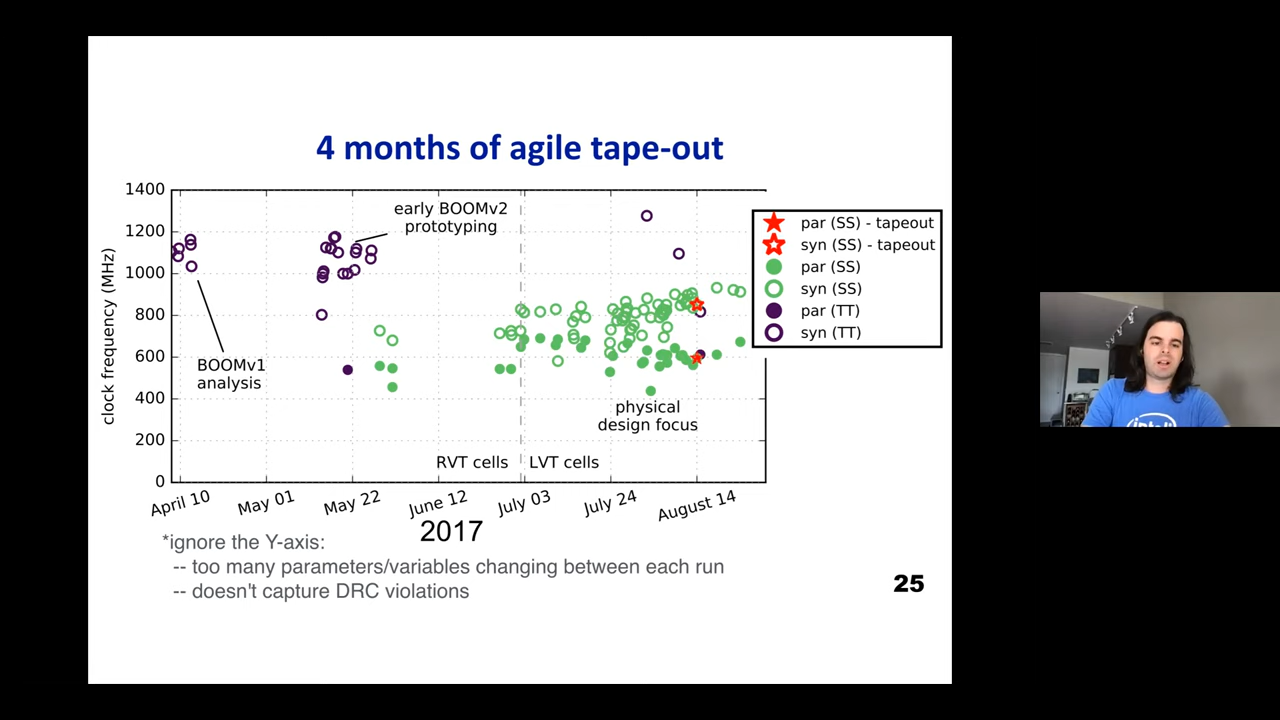 4 months of agile tape-out
1400
1200
1000
800
600
400
200
0
clock frequency (MHz)
early BOOMv2
prototyping
BOOMv1
analysis
physical
design focus
RVT cells
LVT cells
par (SS) - tapeout
syn (SS) - tapeout
par (SS)
syn (SS)
par (TT)
syn (TT)
April 10
May 01
May 22
June 12
July 03
July 24
August 14
2017
*ignore the Y-axis:
-- too many parameters/variables changing between each run
-- doesn't capture DRC violations
25
intel